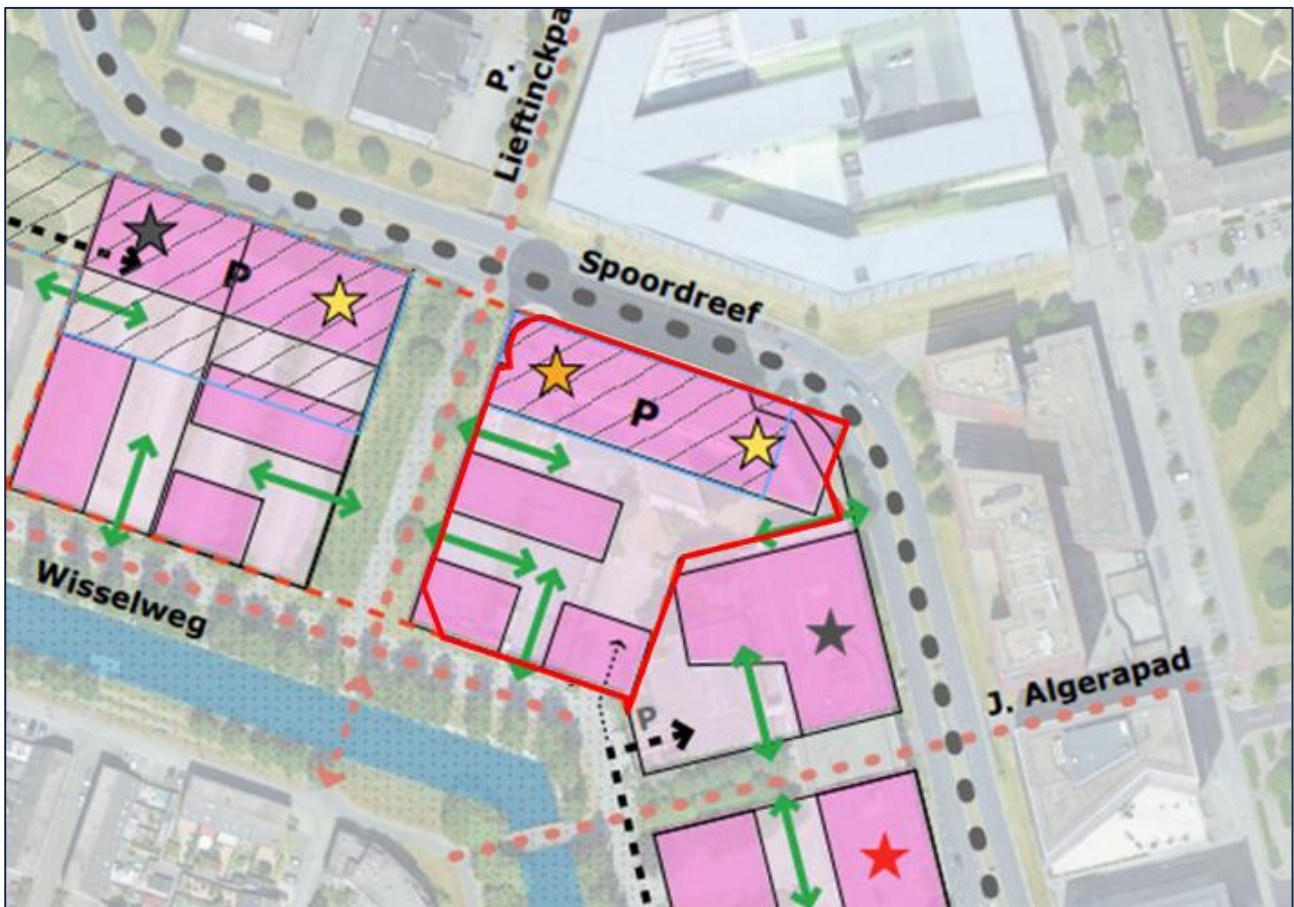 P.
Lieftinckpa
Spoordreef
P
P
Wisselweg
P
J. Algerapad